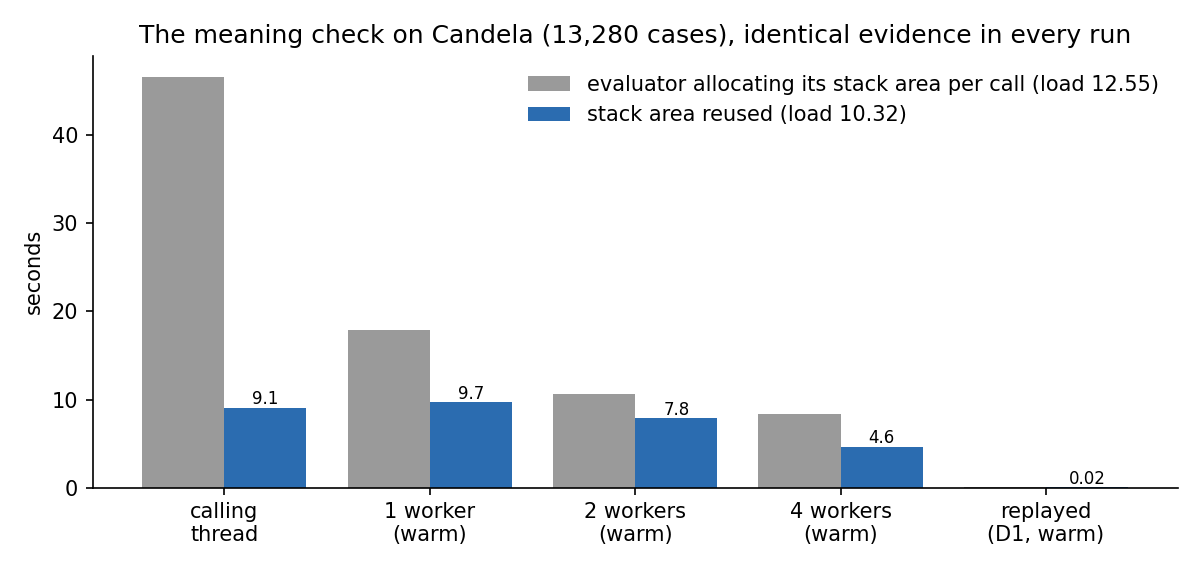 The meaning check on Candela (13,280 cases), identical evidence in every run
evaluator allocating its stack area per call (load 12.55)
stack area reused (load 10.32)
seconds
40
30
20
10
0
9.1
9.7
7.8
4.6
0.02
calling
thread
1 worker
(warm)
2 workers
(warm)
4 workers
(warm)
replayed
(D1, warm)